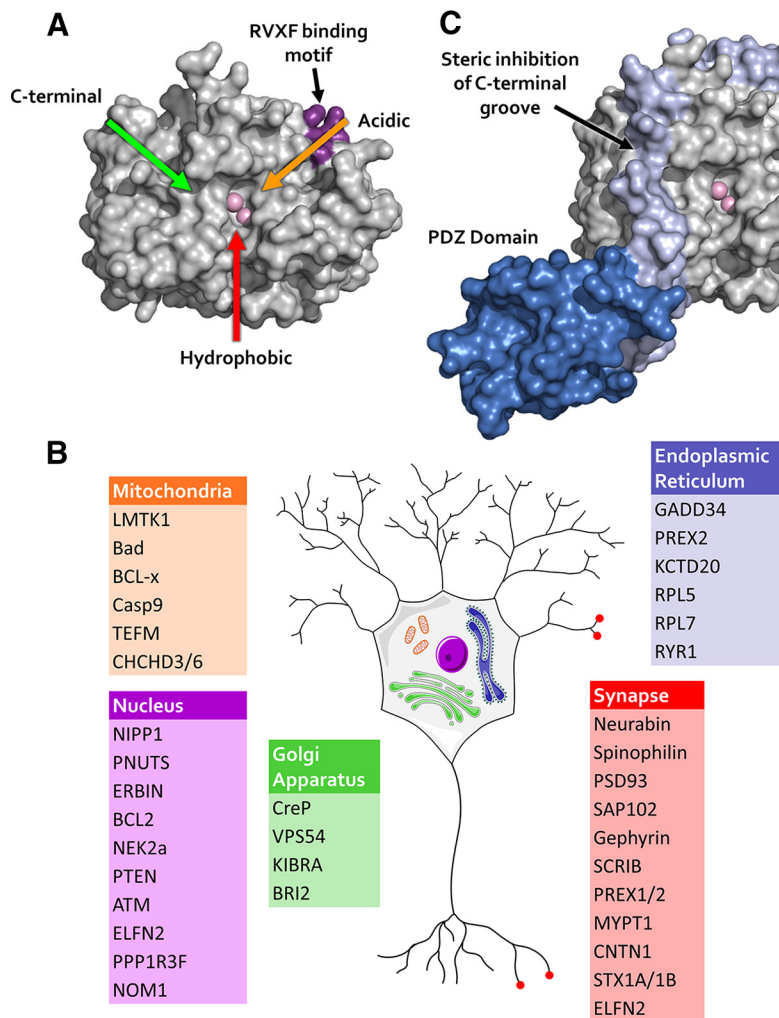 A
RVXF binding
motif
C-terminal
Acidic
Hydrophobic
C
Steric inhibition
of C-terminal
groove
PDZ Domain
B
Mitochondria
LMTK1
Bad
BCL-x
Casp9
TEFM
CHCHD3/6
Nucleus
NIPP1
PNUTS
ERBIN
BCL2
NEK2a
PTEN
ATM
ELFN2
PPP1R3F
NOM1
Golgi
Apparatus
CreP
VPS54
KIBRA
BRI2
Endoplasmic
Reticulum
GADD34
PREX2
KCTD20
RPL5
RPL7
RYR1
Synapse
Neurabin
Spinophilin
PSD93
SAP102
Gephyrin
SCRIB
PREX1/2
MYPT1
CNTN1
STX1A/1B
ELFN2